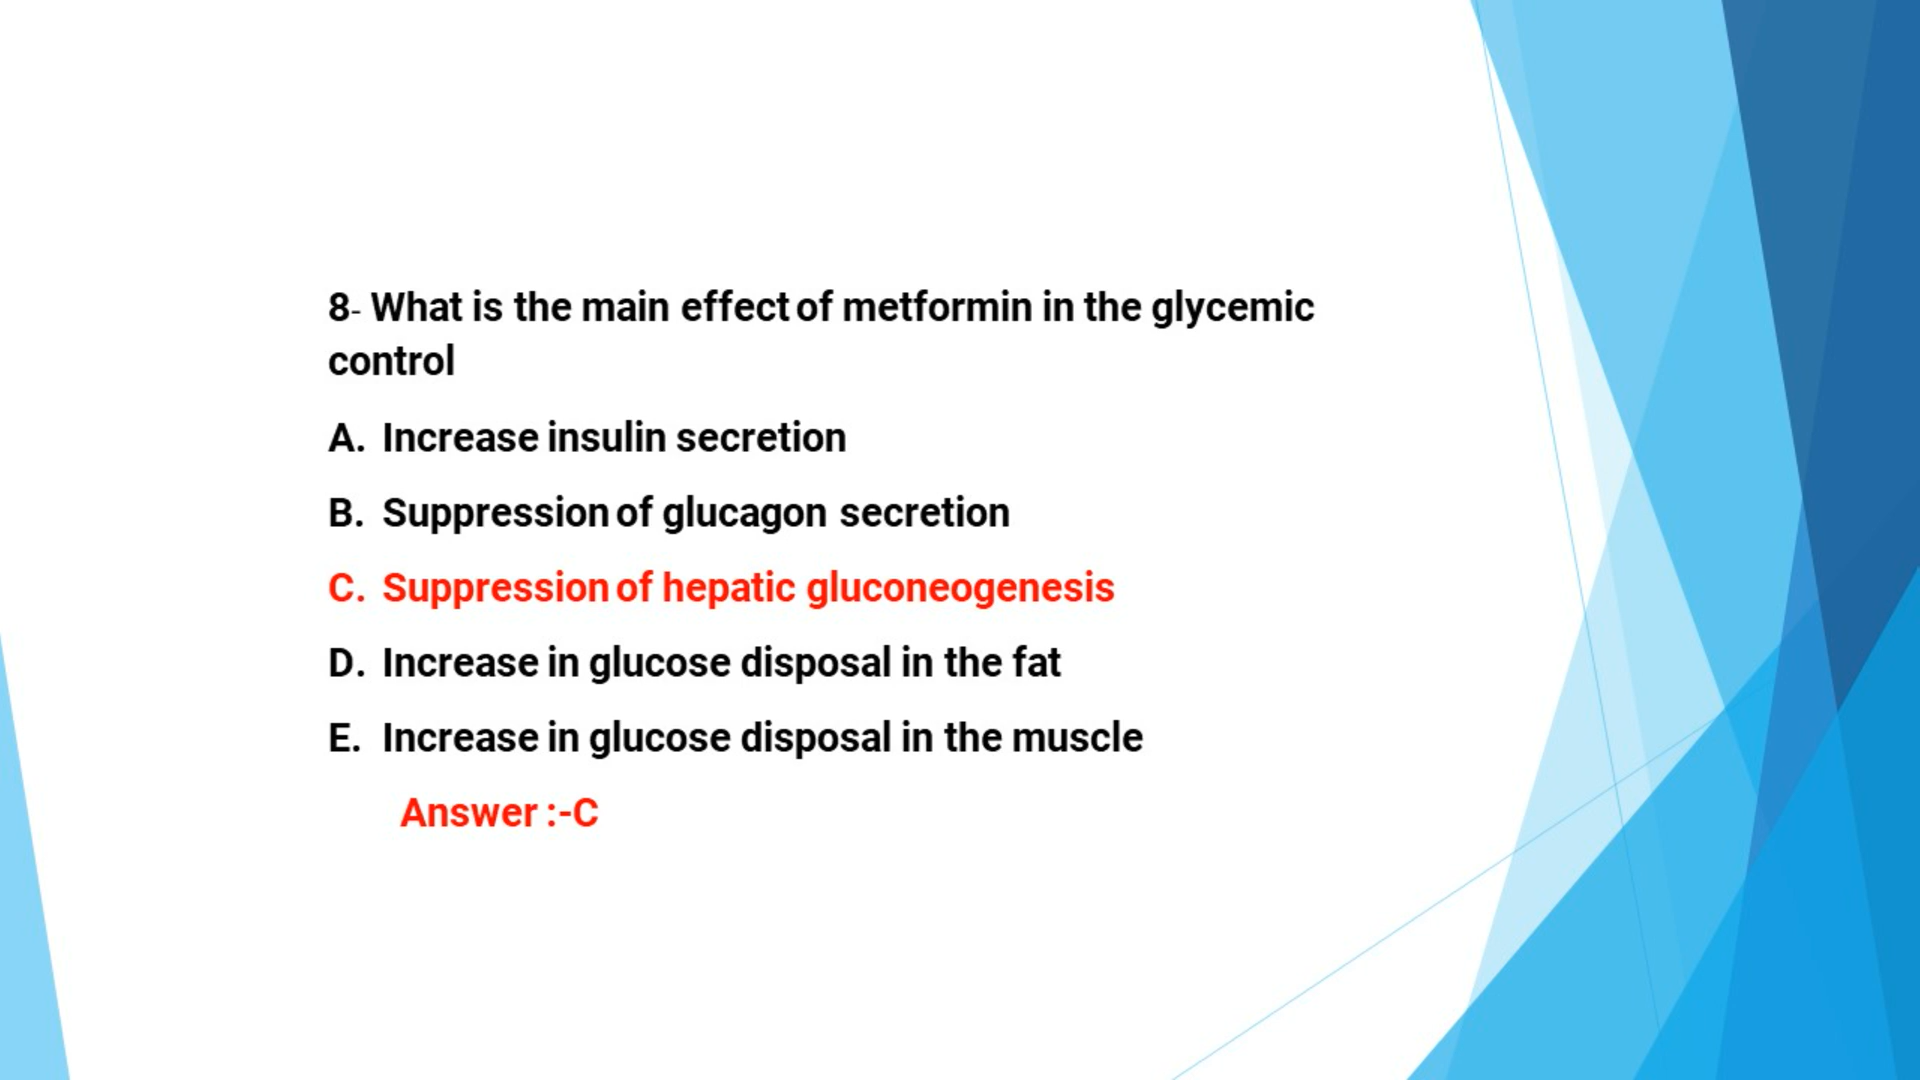 8- What is the main effect of metformin in the glycemic
control
A. Increase insulin secretion
B. Suppression of glucagon secretion
C. Suppression of hepatic gluconeogenesis
D. Increase in glucose disposal in the fat
E. Increase in glucose disposal in the muscle
Answer :-C